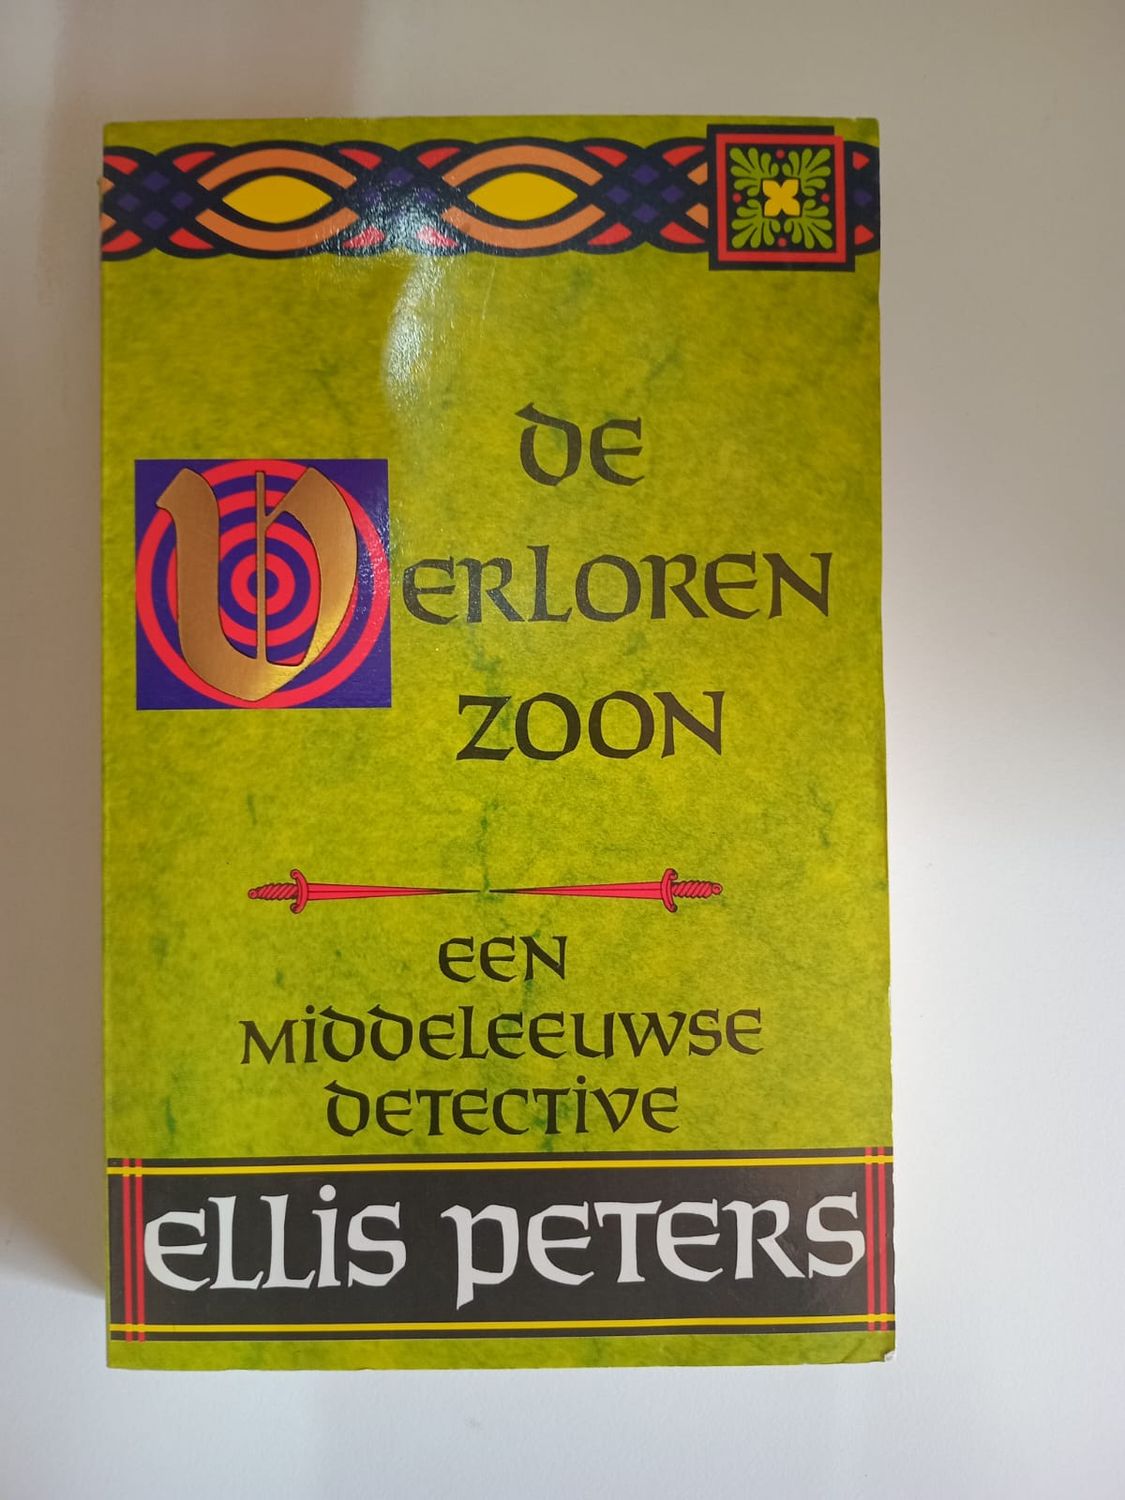 DE
VERLOREN
ZOON
EEN
MIDDELEEUWSE
DETECTIVE
ELLIS PETERS